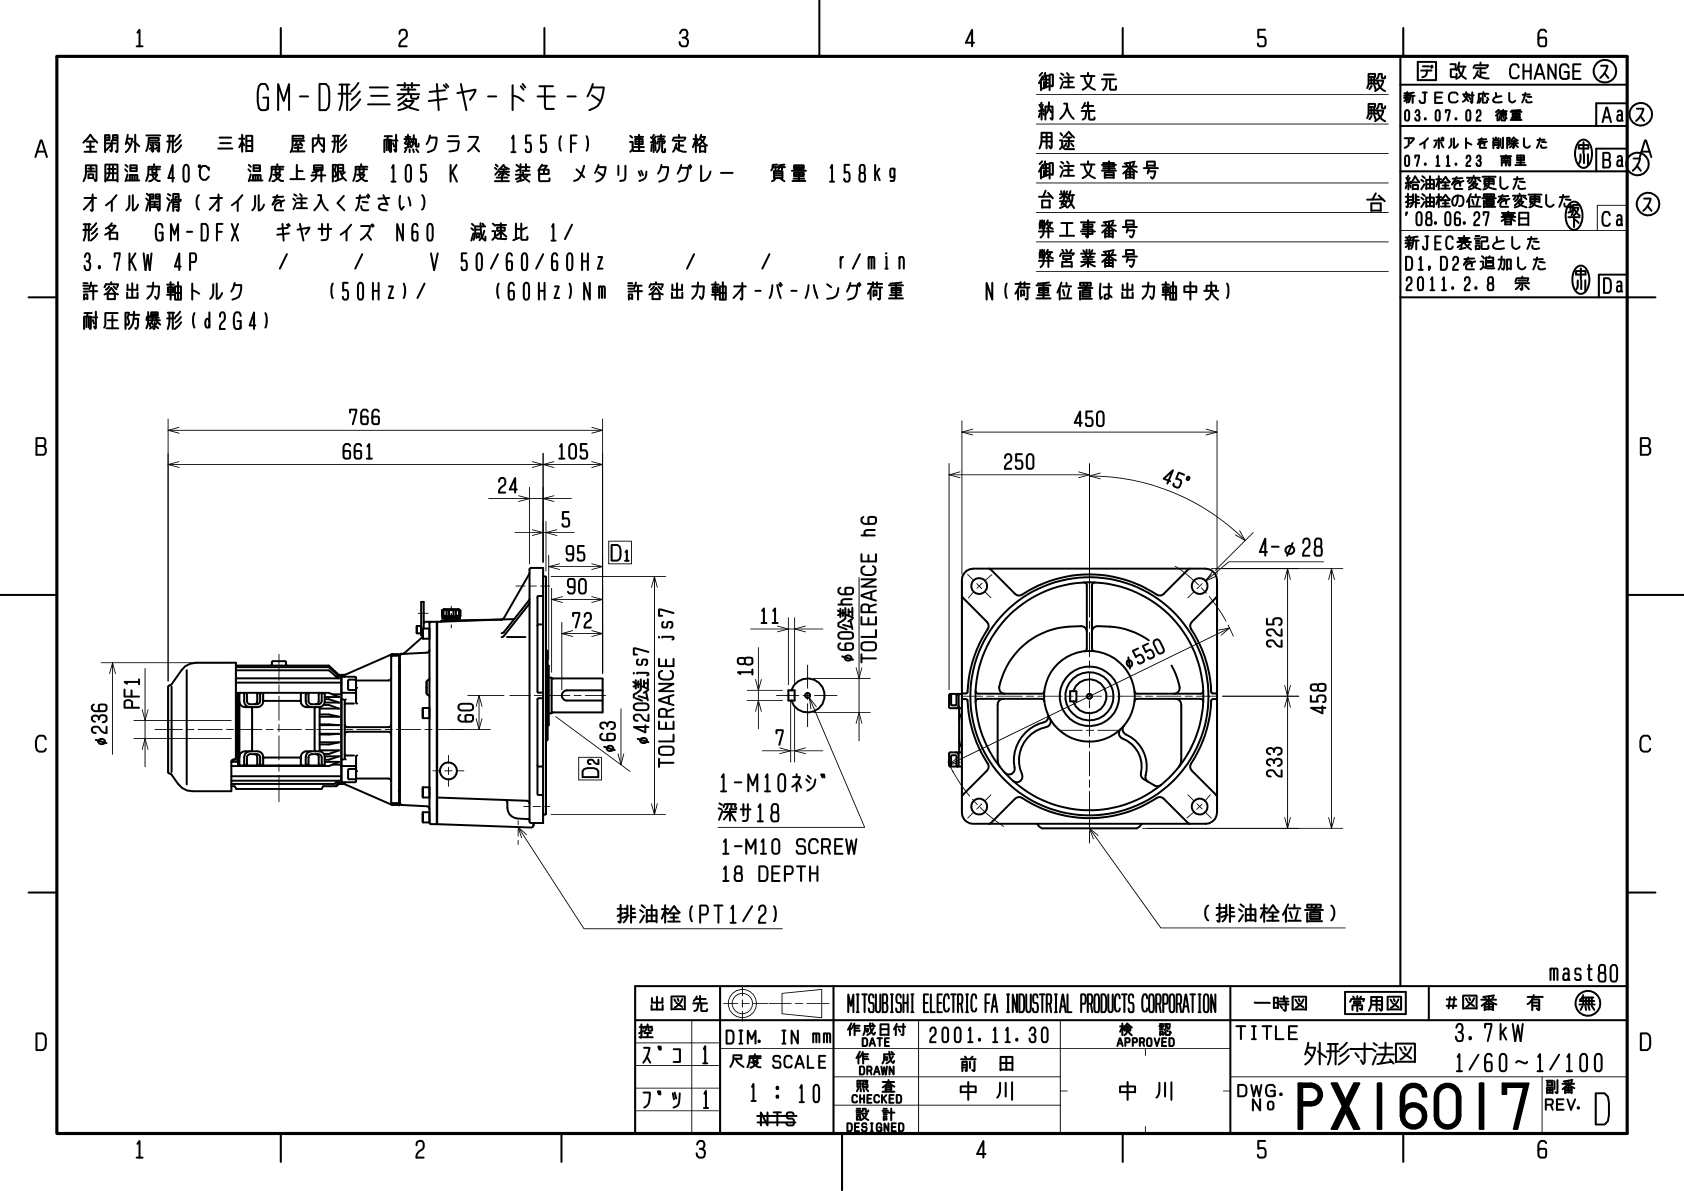 1 2 3 4 5 6
GM-D形三菱ギヤードモータ
全閉外扇形 三相 屋内形 耐熱クラス 155(F) 連続定格
周囲温度40℃ 温度上昇限度 105 K 塗装色 メタリックグレー 質量 158kg
オイル潤滑(オイルを注入ください)
形名 GM-DFX ギヤサイズ N60 減速比 1/
3.7KW 4P / / V 50/60/60Hz / / r/min
許容出力軸トルク (50Hz)/ (60Hz)Nm 許容出力軸オーバーハング荷重 N(荷重位置は出力軸中央)
耐圧防爆形(d2G4)
御注文元 殿
納入先 殿
用途
御注文書番号
台数 台
弊工事番号
弊営業番号
デ 改定 CHANGE ス
新JEC対応とした
03.07.02 徳重 Aa ス
アイボルトを削除した
07.11.23 南里 Ba ス
給油栓を変更した
排油栓の位置を変更した
'08.06.27 春日 Ca ス
新JEC表記とした
D1,D2を追加した
2011.2.8 宗 Da
A A
B B
C C
D D
766
661 105
24
5
95 D1
90
72
φ236
PF1
60
φ420公差js7
TOLERANCE js7
φ63
D2
11
18
7
φ60公差h6
TOLERANCE h6
1-M10ネジ
深サ18
1-M10 SCREW
18 DEPTH
排油栓(PT1/2)
450
250
45°
4-φ28
φ550
225
458
233
(排油栓位置)
mast80
出図先
控
ズコ 1
ブツ 1
DIM. IN mm
尺度 SCALE
1 : 10
NTS
MITSUBISHI ELECTRIC FA INDUSTRIAL PRODUCTS CORPORATION
作成日付 DATE 2001.11.30
作成 DRAWN 前田
照査 CHECKED 中川
設計 DESIGNED
検認 APPROVED
中川
一時図 常用図 #図番 有 無
TITLE 3.7kW
外形寸法図 1/60~1/100
DWG. No PX16017 副番 REV. D
1 2 3 4 5 6